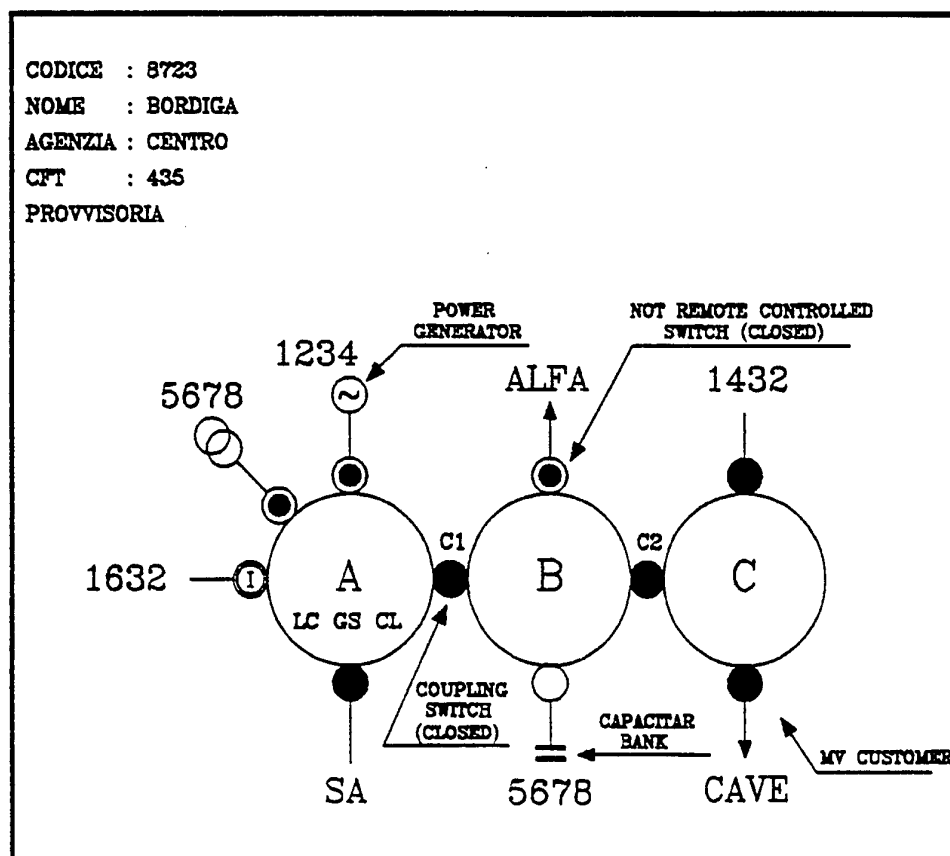 CODICE : 8723
NOME : BORDIGA
AGENZIA : CENTRO
CFT : 435
PROVVISORIA
POWER
GENERATOR
NOT REMOTE CONTROLLED
SWITCH (CLOSED)
1234
ALFA
1432
5678
~
C1
C2
1632
I
A
B
C
LC GS CL
COUPLING
SWITCH
(CLOSED)
CAPACITAR
BANK
MV CUSTOMER
SA
5678
CAVE